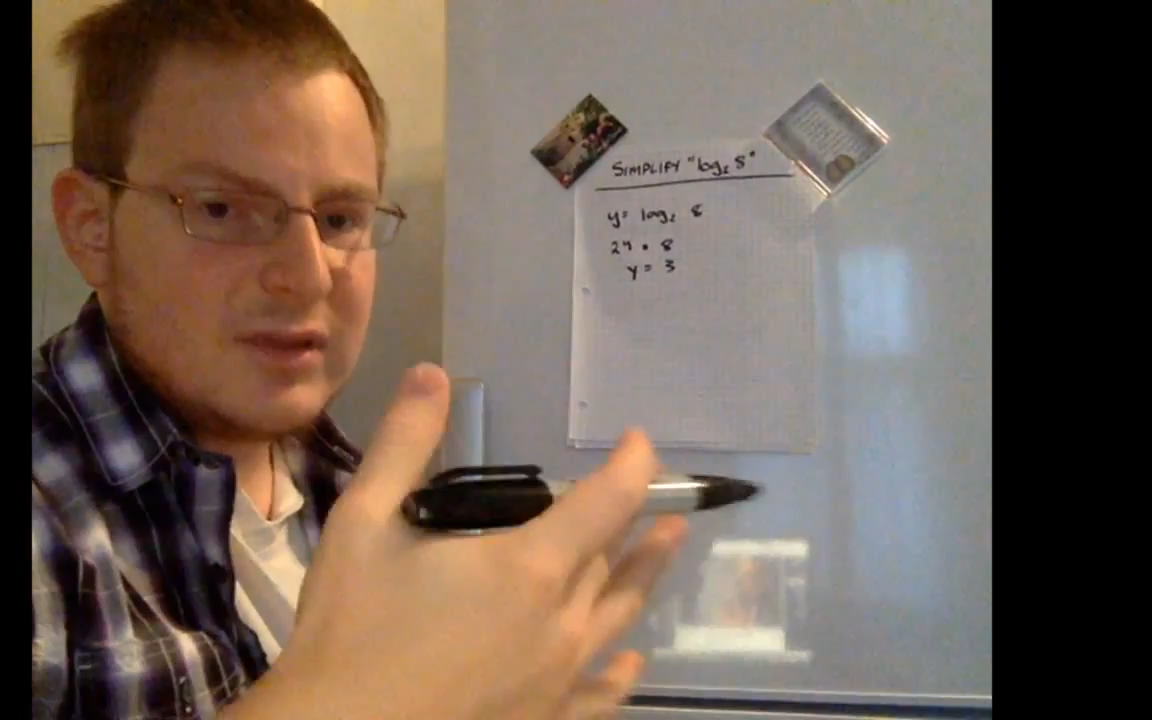 SIMPLIFY "log₂ 8"
y = log₂ 8
2ʸ = 8
y = 3